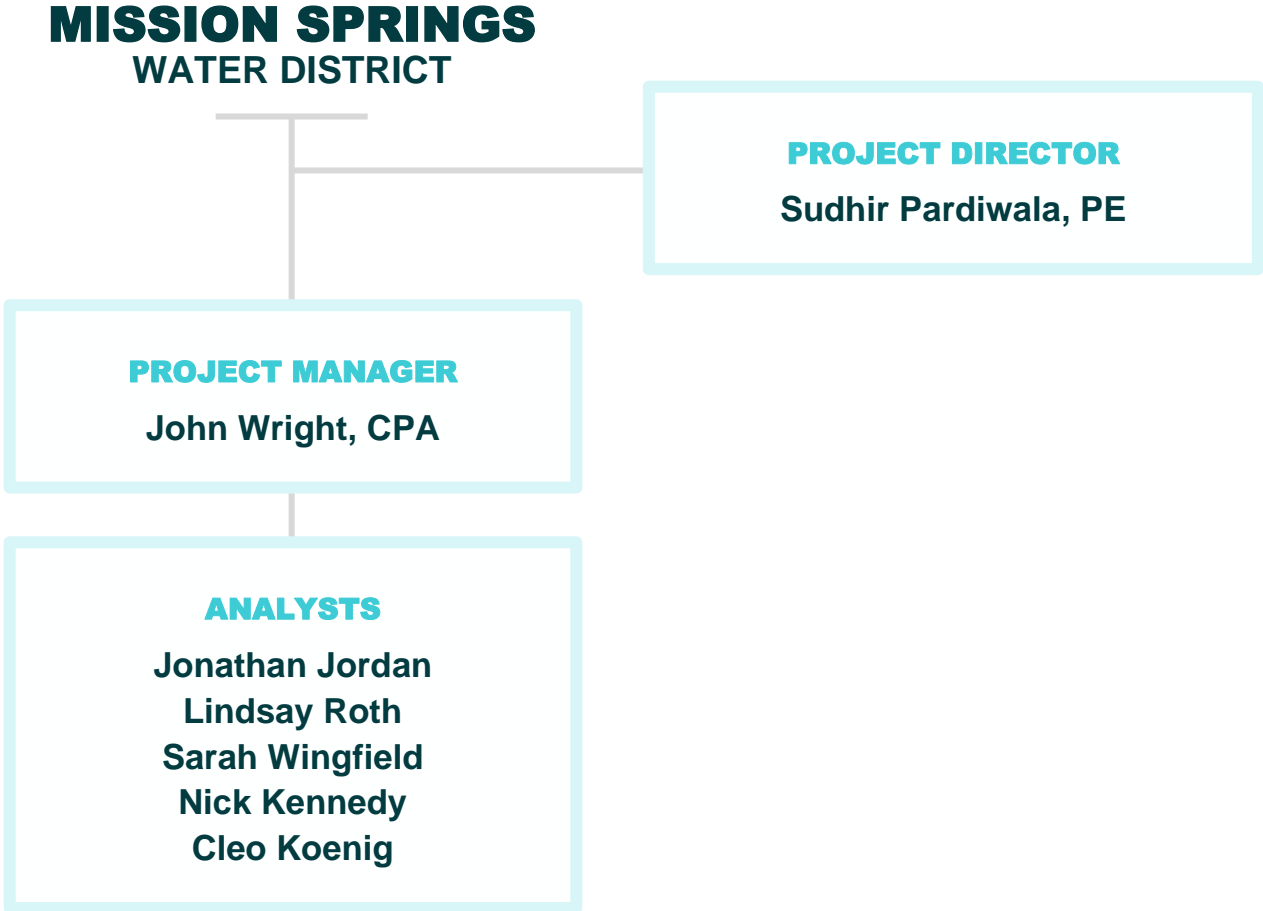 MISSION SPRINGS
WATER DISTRICT
PROJECT DIRECTOR
Sudhir Pardiwala, PE
PROJECT MANAGER
John Wright, CPA
ANALYSTS
Jonathan Jordan
Lindsay Roth
Sarah Wingfield
Nick Kennedy
Cleo Koenig